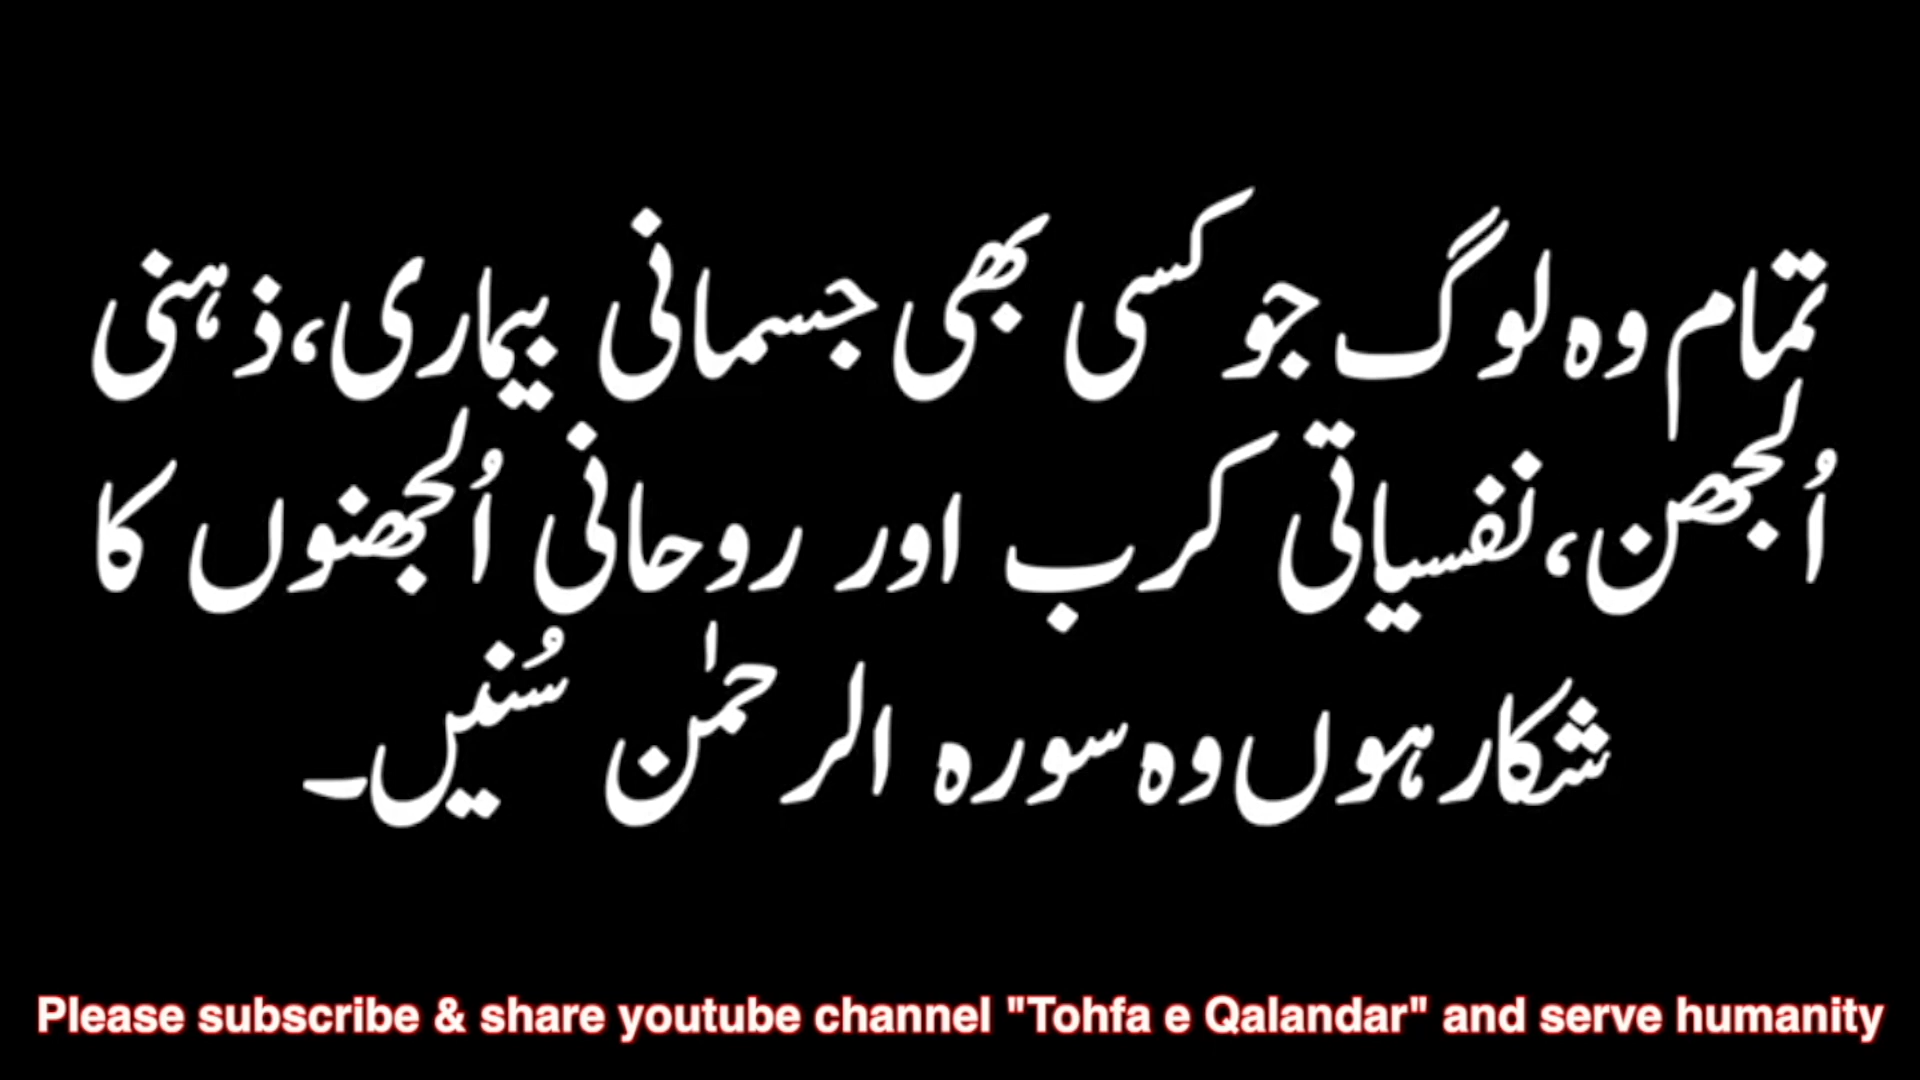 تمام وہ لوگ جو کسی بھی جسمانی بیماری، ذہنی
اُلجھن، نفسیاتی کرب اور روحانی اُلجھنوں کا
شکار ہوں وہ سورہ الرحمٰن سُنیں۔
Please subscribe & share youtube channel "Tohfa e Qalandar" and serve humanity